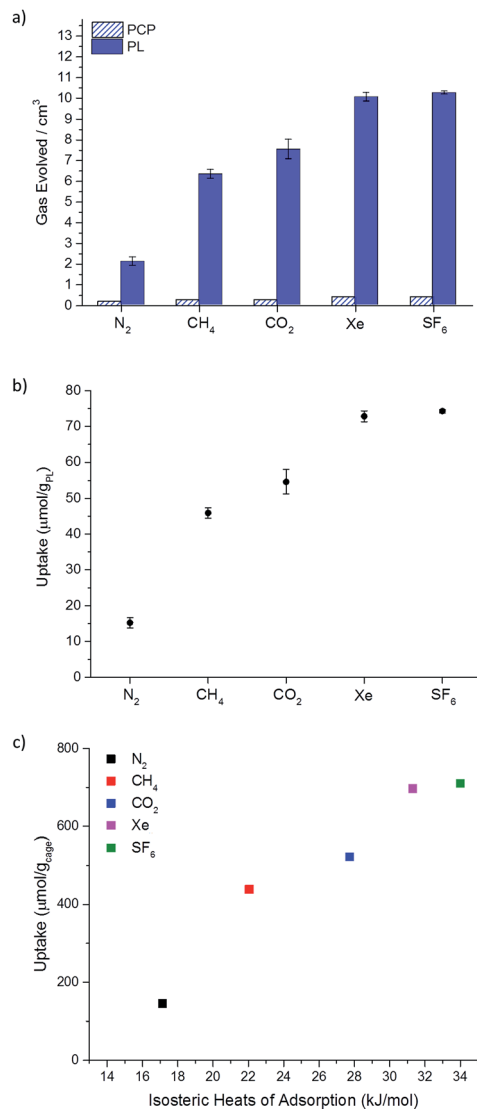 a)
PCP
PL
13
12
11
10
9
8
7
6
5
4
3
2
1
0
Gas Evolved / cm³
N₂ CH₄ CO₂ Xe SF₆
b)
80
70
60
50
40
30
20
10
0
Uptake (μmol/g_PL)
N₂ CH₄ CO₂ Xe SF₆
c)
800
600
400
200
0
Uptake (μmol/g_cage)
N₂
CH₄
CO₂
Xe
SF₆
14 16 18 20 22 24 26 28 30 32 34
Isosteric Heats of Adsorption (kJ/mol)